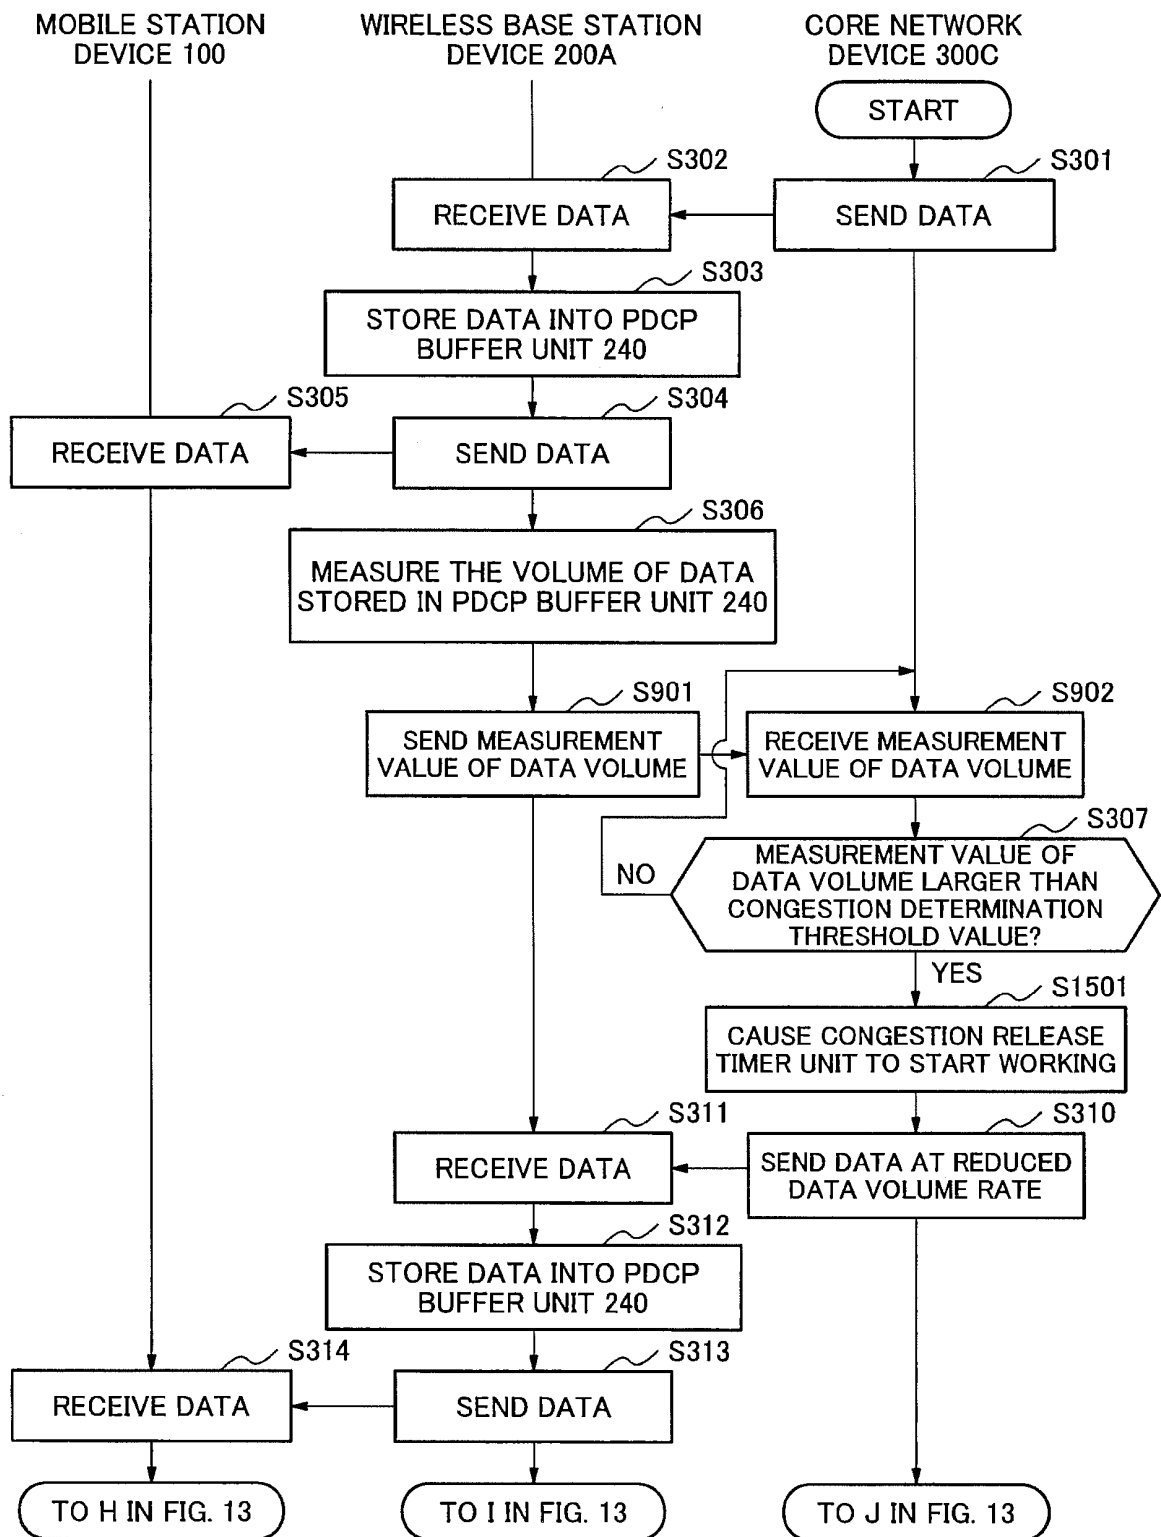 MOBILE STATION
DEVICE 100
WIRELESS BASE STATION
DEVICE 200A
CORE NETWORK
DEVICE 300C
START
S302
S301
RECEIVE DATA
SEND DATA
S303
STORE DATA INTO PDCP
BUFFER UNIT 240
S305
S304
RECEIVE DATA
SEND DATA
S306
MEASURE THE VOLUME OF DATA
STORED IN PDCP BUFFER UNIT 240
S901
S902
SEND MEASUREMENT
VALUE OF DATA VOLUME
RECEIVE MEASUREMENT
VALUE OF DATA VOLUME
S307
MEASUREMENT VALUE OF
DATA VOLUME LARGER THAN
CONGESTION DETERMINATION
THRESHOLD VALUE?
NO
YES
S1501
CAUSE CONGESTION RELEASE
TIMER UNIT TO START WORKING
S311
S310
RECEIVE DATA
SEND DATA AT REDUCED
DATA VOLUME RATE
S312
STORE DATA INTO PDCP
BUFFER UNIT 240
S314
S313
RECEIVE DATA
SEND DATA
TO H IN FIG. 13
TO I IN FIG. 13
TO J IN FIG. 13